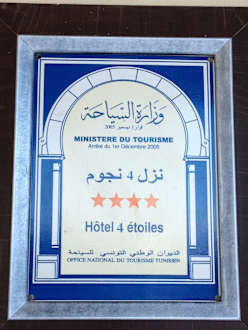 وزارة السياحة
قرار 1 ديسمبر 2005
MINISTERE DU TOURISME
Arrêté du 1er Décembre 2005
نزل 4 نجوم
Hôtel 4 étoiles
الديوان الوطني التونسي للسياحة
OFFICE NATIONAL DU TOURISME TUNISIEN